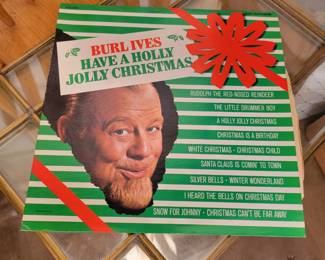 BURL IVES
HAVE A HOLLY
JOLLY CHRISTMAS
RUDOLPH THE RED-NOSED REINDEER
THE LITTLE DRUMMER BOY
A HOLLY JOLLY CHRISTMAS
CHRISTMAS IS A BIRTHDAY
WHITE CHRISTMAS • CHRISTMAS CHILD
SANTA CLAUS IS COMIN' TO TOWN
SILVER BELLS • WINTER WONDERLAND
I HEARD THE BELLS ON CHRISTMAS DAY
SNOW FOR JOHNNY • CHRISTMAS CAN'T BE FAR AWAY